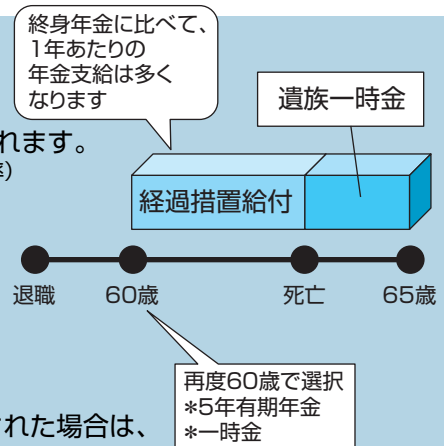 終身年金に比べて、
1年あたりの
年金支給は多く
なります
遺族一時金
れます。
経過措置給付
退職
60歳
死亡
65歳
再度60歳で選択
*5年有期年金
*一時金
れた場合は、